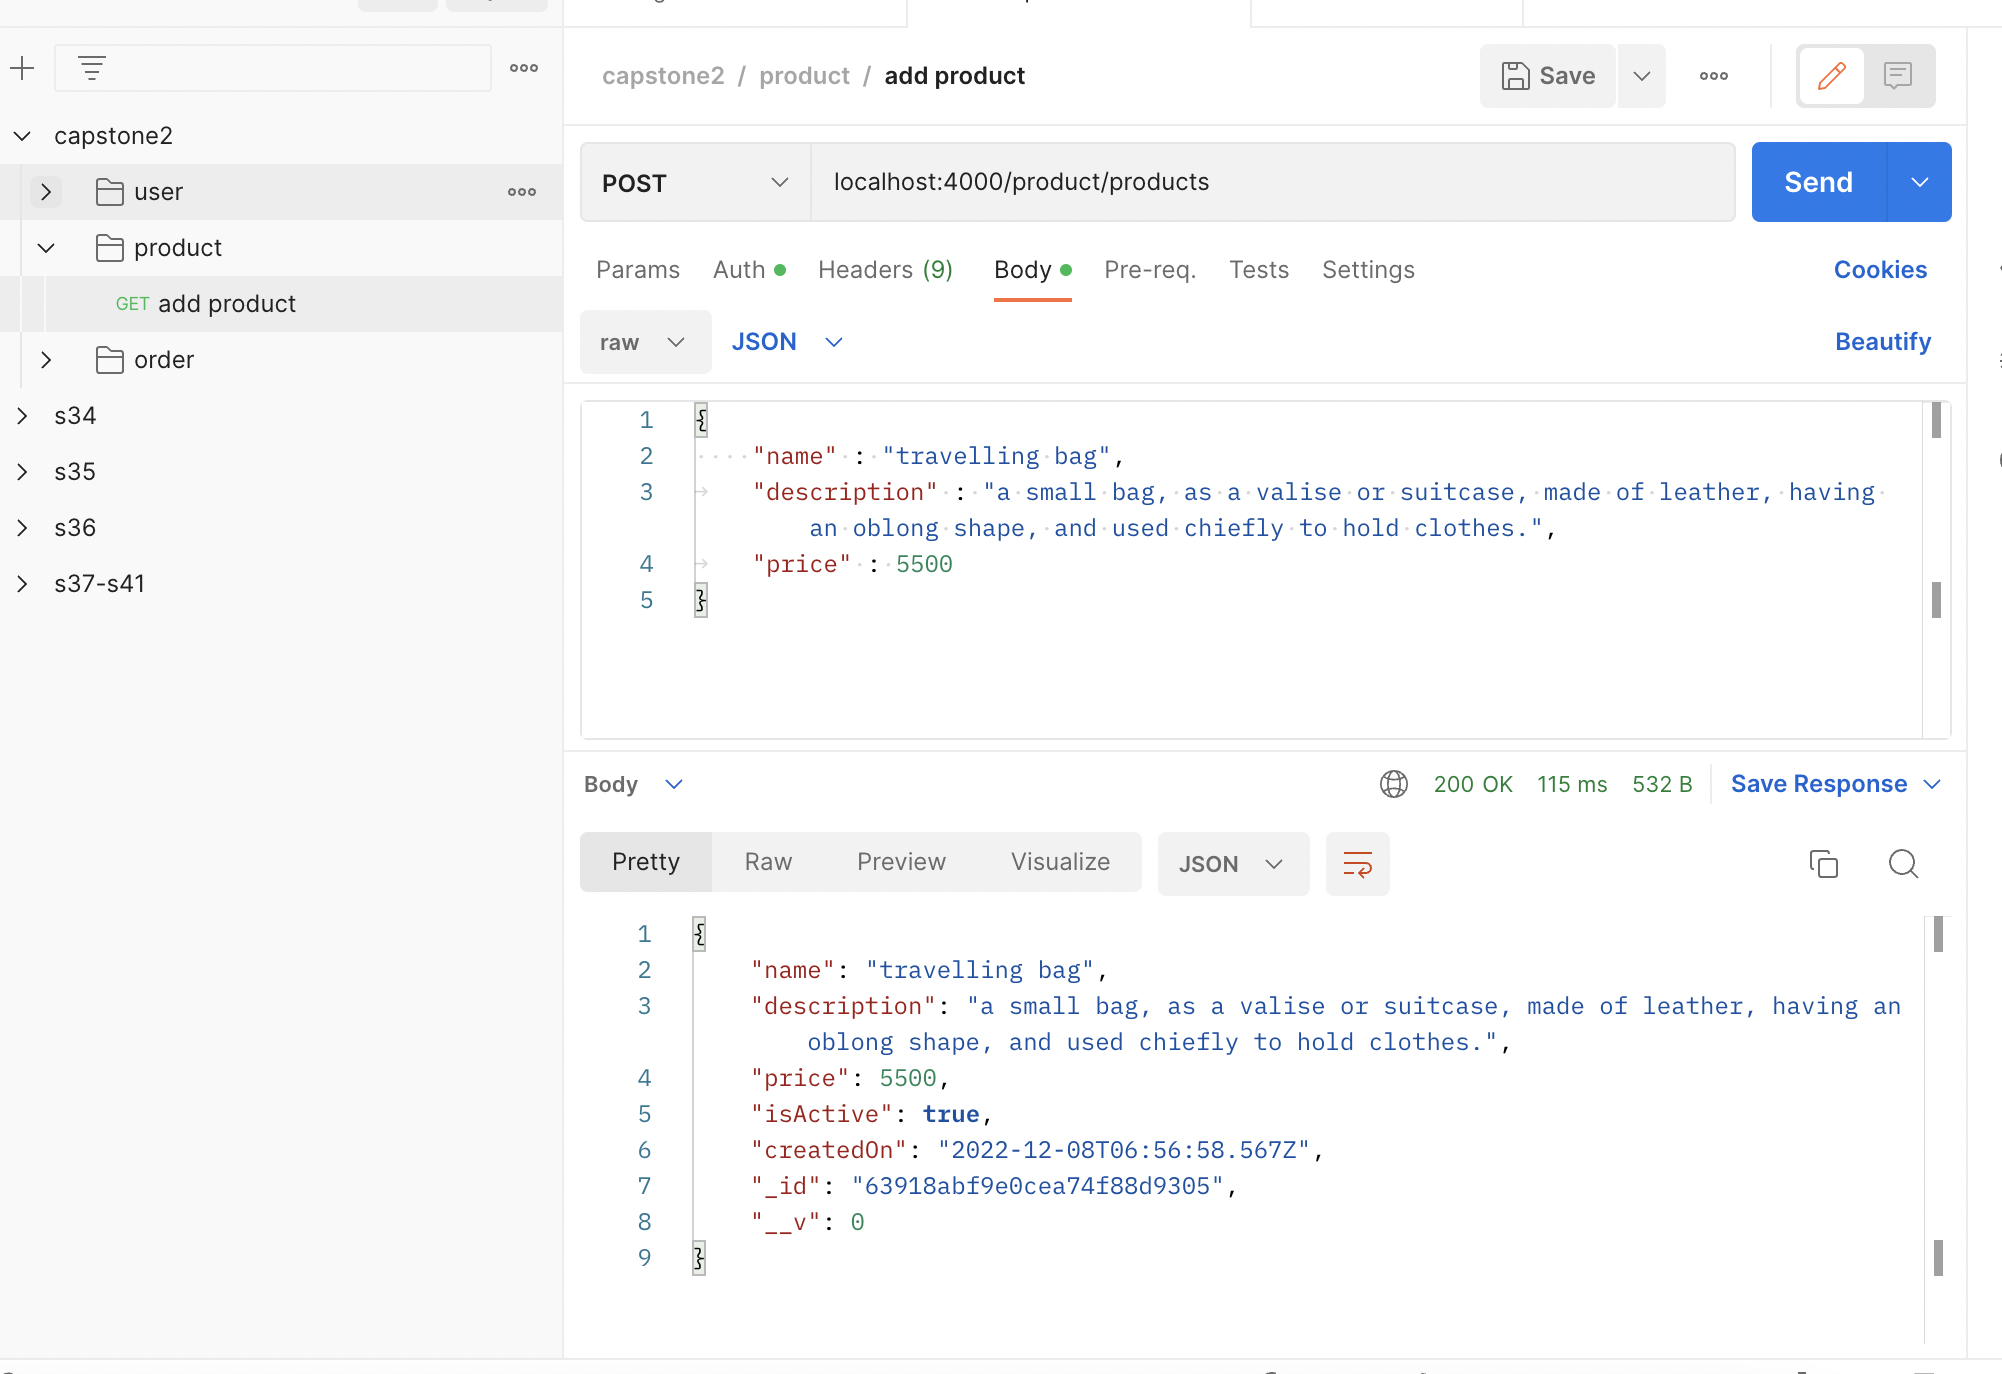 capstone2 / product / add product
Save
capstone2
user
product
GET add product
order
s34
s35
s36
s37-s41
POST
localhost:4000/product/products
Send
Params Auth Headers (9) Body Pre-req. Tests Settings
Cookies
raw JSON
Beautify
1 {
2 "name" : "travelling bag",
3 "description" : "a small bag, as a valise or suitcase, made of leather, having
an oblong shape, and used chiefly to hold clothes.",
4 "price" : 5500
5 }
Body
200 OK 115 ms 532 B
Save Response
Pretty Raw Preview Visualize
JSON
1 {
2 "name": "travelling bag",
3 "description": "a small bag, as a valise or suitcase, made of leather, having an
oblong shape, and used chiefly to hold clothes.",
4 "price": 5500,
5 "isActive": true,
6 "createdOn": "2022-12-08T06:56:58.567Z",
7 "_id": "63918abf9e0cea74f88d9305",
8 "__v": 0
9 }